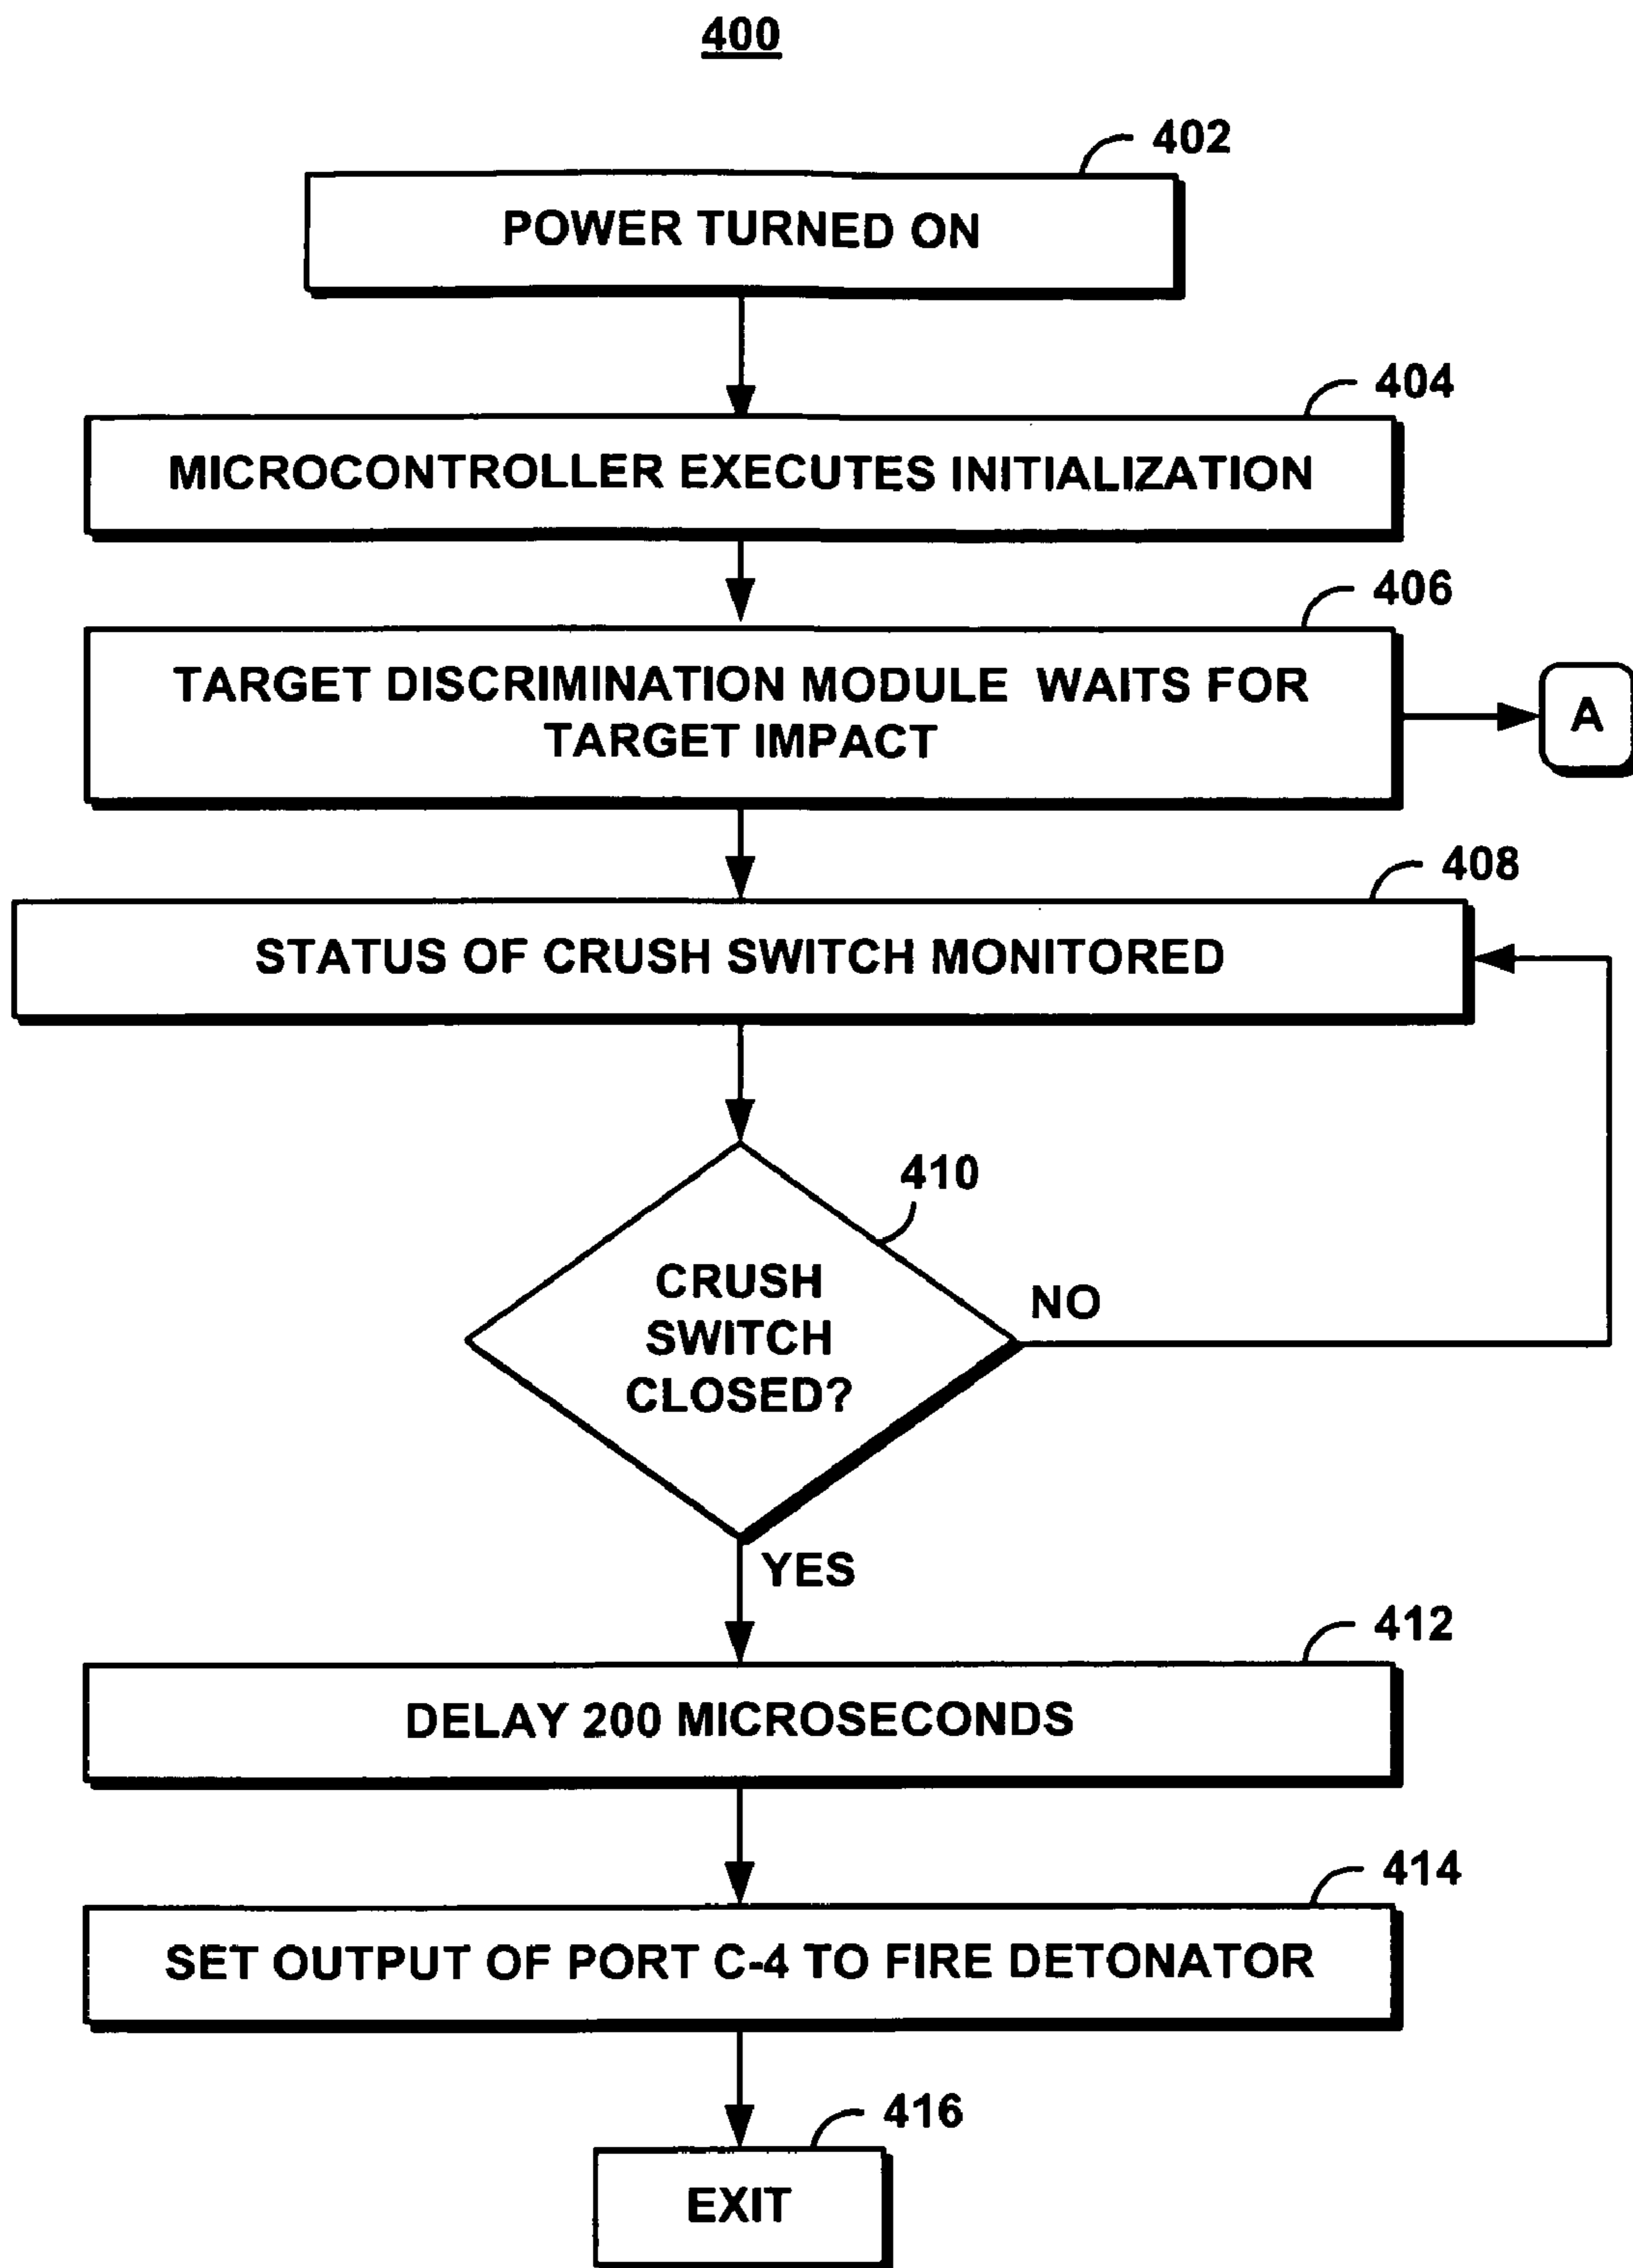 400
402
POWER TURNED ON
404
MICROCONTROLLER EXECUTES INITIALIZATION
406
TARGET DISCRIMINATION MODULE WAITS FOR
TARGET IMPACT
A
408
STATUS OF CRUSH SWITCH MONITORED
410
CRUSH
SWITCH
CLOSED?
NO
YES
412
DELAY 200 MICROSECONDS
414
SET OUTPUT OF PORT C-4 TO FIRE DETONATOR
416
EXIT